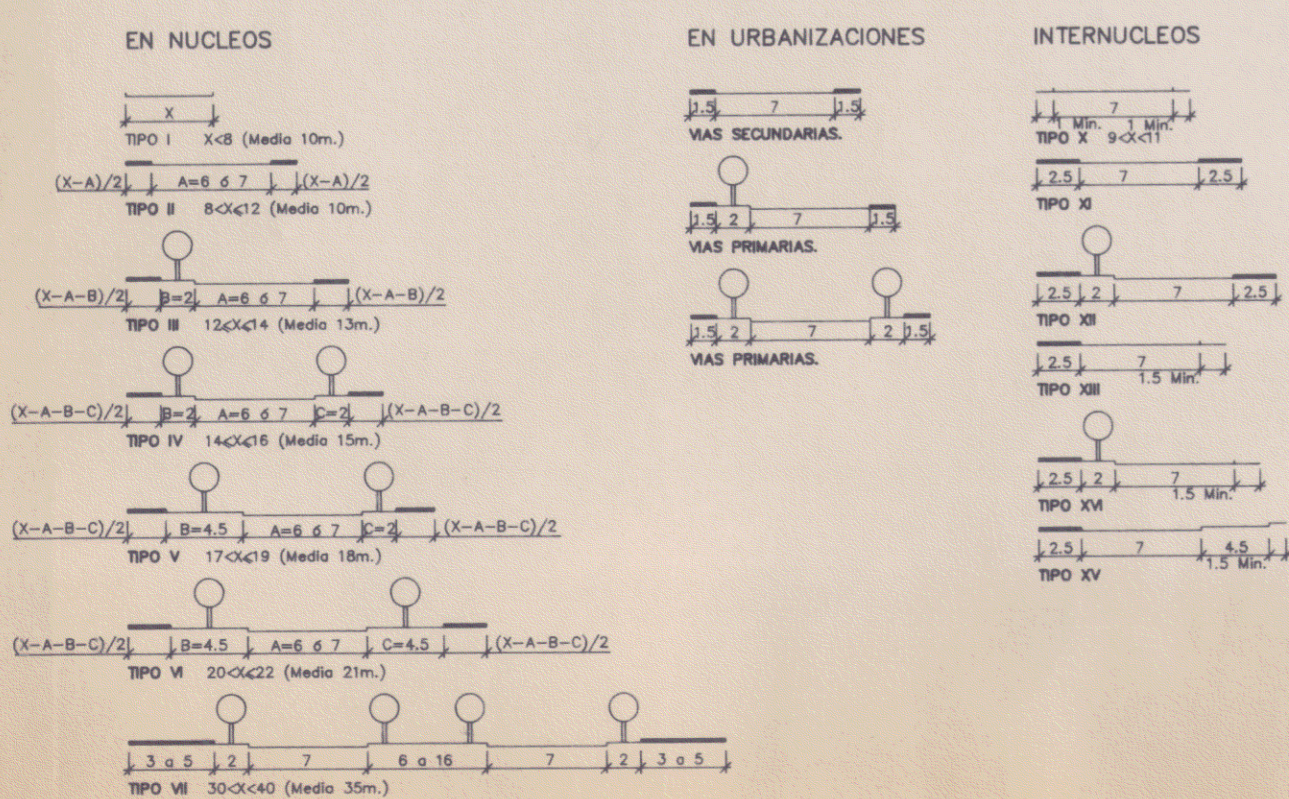 EN NUCLEOS
X
TIPO I X<8 (Media 10m.)
(X-A)/2 A=6 ó 7 (X-A)/2
TIPO II 8<X⩽12 (Media 10m.)
(X-A-B)/2 B=2 A=6 ó 7 (X-A-B)/2
TIPO III 12⩽X⩽14 (Media 13m.)
(X-A-B-C)/2 B=2 A=6 ó 7 C=2 (X-A-B-C)/2
TIPO IV 14⩽X⩽16 (Media 15m.)
(X-A-B-C)/2 B=4.5 A=6 ó 7 C=2 (X-A-B-C)/2
TIPO V 17<X⩽19 (Media 18m.)
(X-A-B-C)/2 B=4.5 A=6 ó 7 C=4.5 (X-A-B-C)/2
TIPO VI 20<X⩽22 (Media 21m.)
3 a 5 2 7 6 a 16 7 2 3 a 5
TIPO VII 30<X<40 (Media 35m.)
EN URBANIZACIONES
1.5 7 1.5
VIAS SECUNDARIAS.
1.5 2 7 1.5
VIAS PRIMARIAS.
1.5 2 7 2 1.5
VIAS PRIMARIAS.
INTERNUCLEOS
7
1 Min. 1 Min.
TIPO X 9<X<11
2.5 7 2.5
TIPO XI
2.5 2 7 2.5
TIPO XII
2.5 7
1.5 Min.
TIPO XIII
2.5 2 7
1.5 Min.
TIPO XVI
2.5 7 4.5
1.5 Min.
TIPO XV